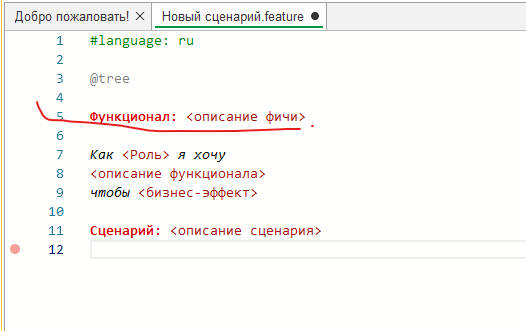 Добро пожаловать! ×
Новый сценарий.feature ●
1 #language: ru
2
3 @tree
4
5 Функционал: <описание фичи>
6
7 Как <Роль> я хочу
8 <описание функционала>
9 чтобы <бизнес-эффект>
10
11 Сценарий: <описание сценария>
12